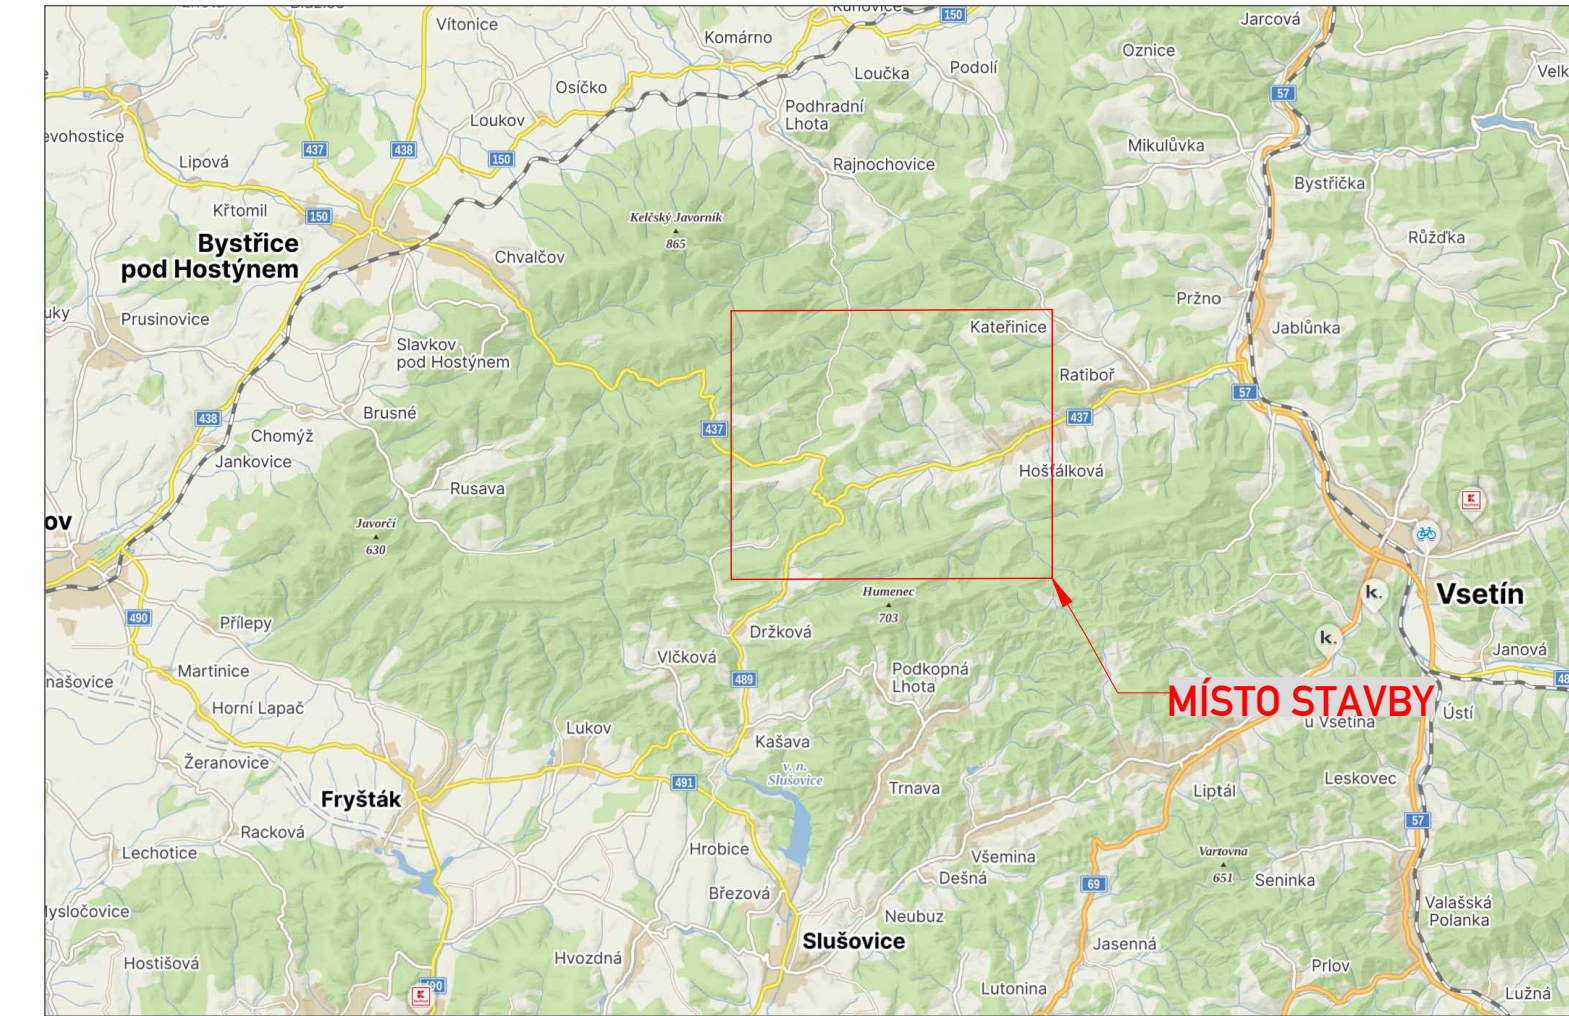 Vítonice
Komárno
150
Jarcová
Oznice
Loučka
Podolí
Velk
Osíčko
57
Podhradní
Lhota
evohostice
Loukov
437
438
150
Lipová
Mikulůvka
Rajnochovice
Bystřička
Křtomil
150
Kelčský Javorník
865
Růžďka
Bystřice
pod Hostýnem
Chvalčov
Pržno
uky
Prusinovice
Kateřinice
Jablůnka
Slavkov
pod Hostýnem
Ratiboř
57
Brusné
438
437
437
Chomýž
Jankovice
Hošťálková
Rusava
ov
Javorčí
630
Humenec
703
k.
Vsetín
490
Přílepy
Držková
k.
Vlčková
Janová
Martinice
Podkopná
Lhota
našovice
489
48
MÍSTO STAVBY
Horní Lapač
u Vsetína
Ústí
Lukov
Kašava
Žeranovice
v. n.
Slušovice
491
Leskovec
Trnava
Liptál
Fryšták
57
Racková
Hrobice
Lechotice
Všemina
Vartovna
651
Dešná
69
Seninka
Březová
Valašská
Polanka
Neubuz
lysločovice
Slušovice
Jasenná
Hvozdná
Hostišová
Prlov
490
Lutonina
Lužná